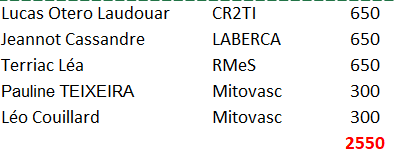 Lucas Otero Laudouar CR2TI 650
Jeannot Cassandre LABERCA 650
Terriac Léa RMeS 650
Pauline TEIXEIRA Mitovasc 300
Léo Couillard Mitovasc 300
2550